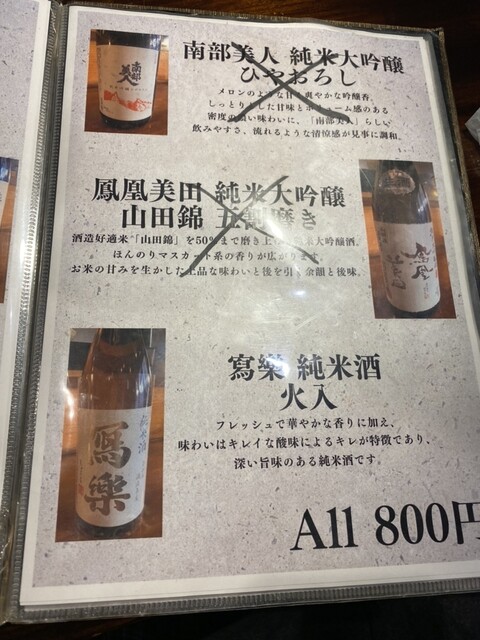 南部美人 純米大吟醸
ひやおろし
メロンのような甘く爽やかな吟醸香。
しっとりとした甘味とボリューム感のある
密度の濃い味わいに、「南部美人」らしい
飲みやすさ、流れるような清涼感が見事に調和。
南部美人
鳳凰美田 純米大吟醸
山田錦 五割磨き
酒造好適米「山田錦」を50%まで磨き上げた純米大吟醸酒。
ほんのりマスカット系の香りが広がります。
お米の甘みを生かした上品な味わいと後を引く余韻と後味。
寫樂 純米酒
火入
フレッシュで華やかな香りに加え、
味わいはキレイな酸味によるキレが特徴であり、
深い旨味のある純米酒です。
純米酒
寫樂
All 800円